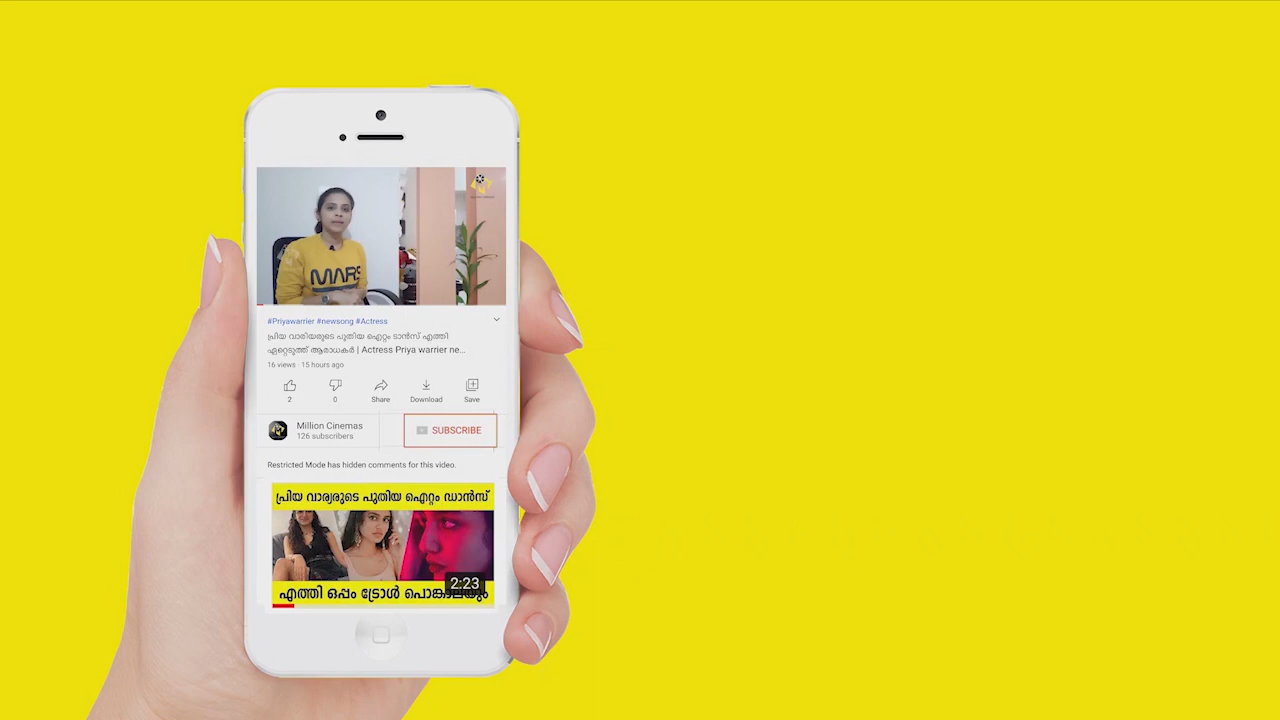 MARS
#Priyawarrier #newsong #Actress
പ്രിയ വാരിയരുടെ പുതിയ ഐറ്റം ടാൻസ് എത്തി
ഏറ്റെടുത്ത് ആരാധകർ | Actress Priya warrier ne...
16 views · 15 hours ago
2
0
Share
Download
Save
Million Cinemas
126 subscribers
SUBSCRIBE
Restricted Mode has hidden comments for this video.
പ്രിയ വാര്യരുടെ പുതിയ ഐറ്റം ഡാൻസ്
2:23
എത്തി ഒപ്പം ട്രോൾ പൊങ്കാലയും